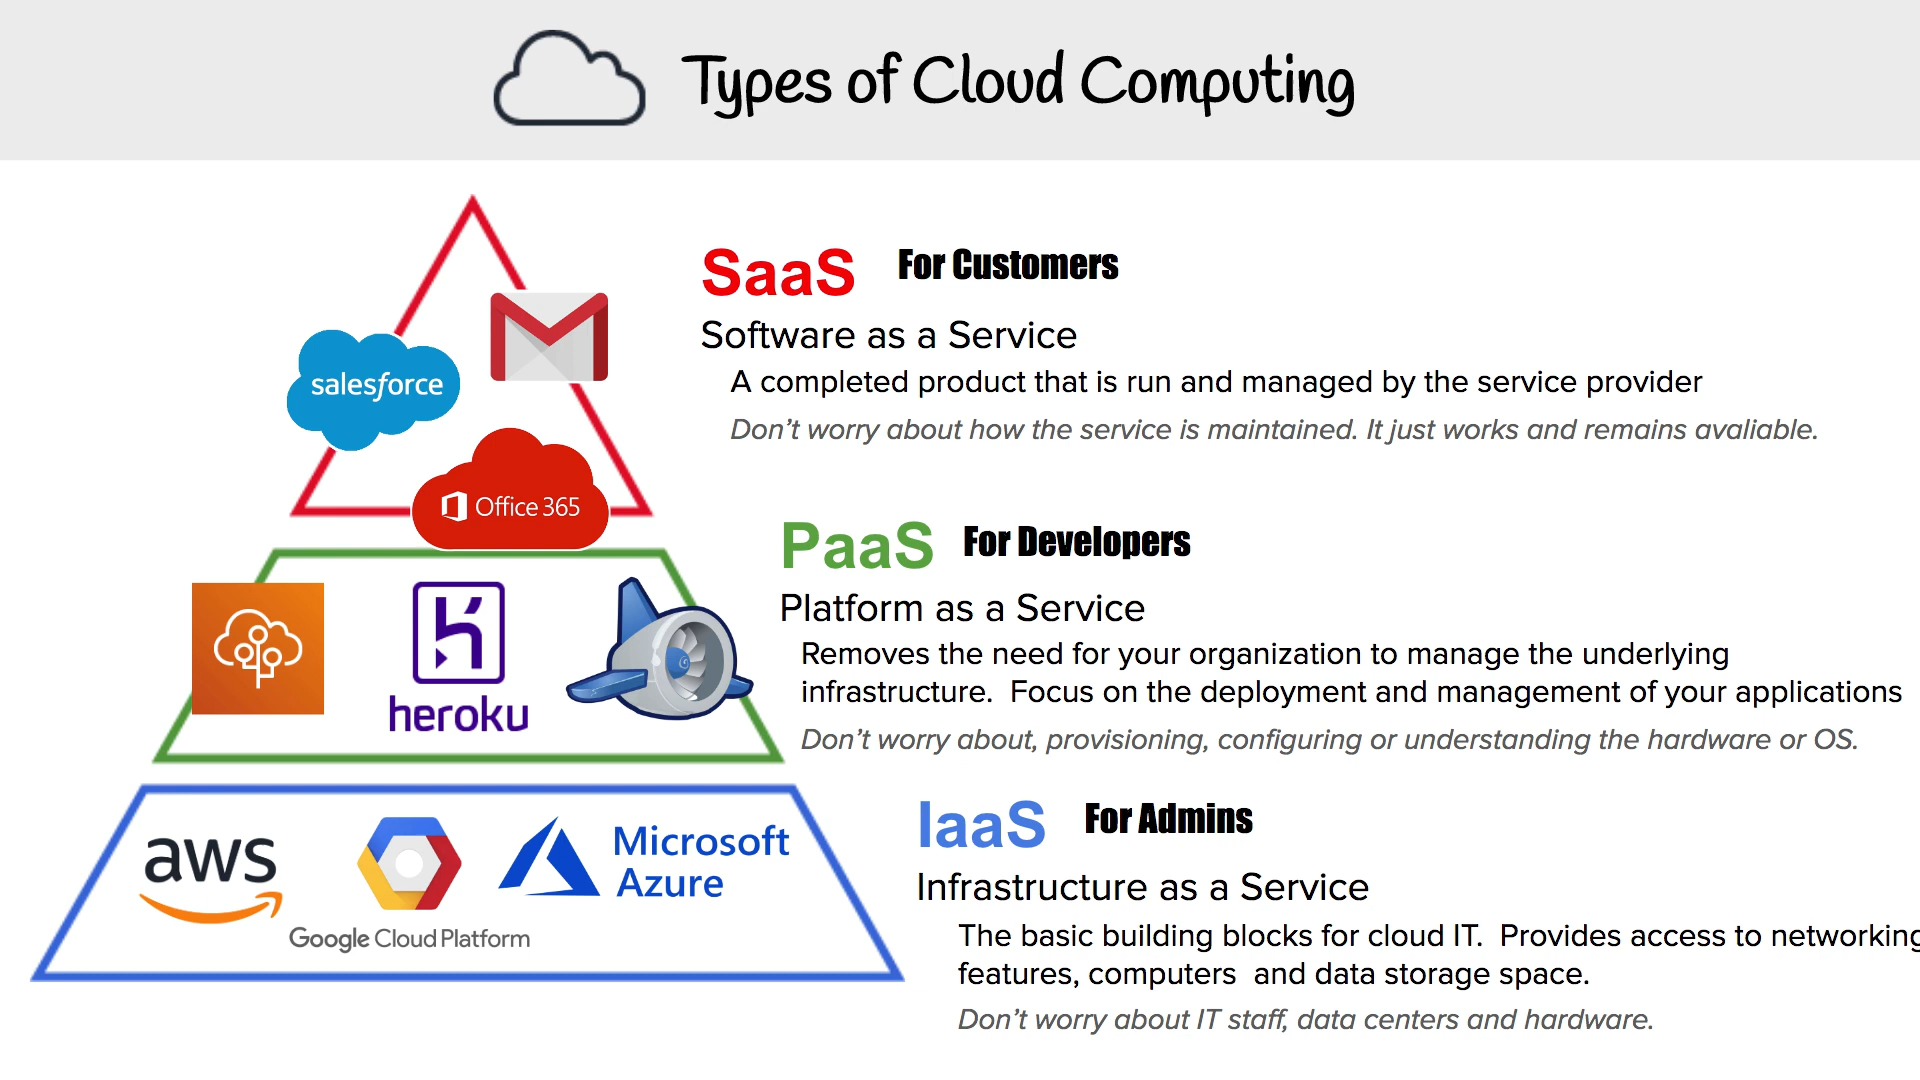 Types of Cloud Computing
SaaS For Customers
Software as a Service
A completed product that is run and managed by the service provider
Don't worry about how the service is maintained. It just works and remains avaliable.
salesforce
Office 365
PaaS For Developers
Platform as a Service
Removes the need for your organization to manage the underlying
infrastructure.  Focus on the deployment and management of your applications
Don't worry about, provisioning, configuring or understanding the hardware or OS.
heroku
IaaS For Admins
Infrastructure as a Service
The basic building blocks for cloud IT.  Provides access to networking
features, computers  and data storage space.
Don't worry about IT staff, data centers and hardware.
aws
Google Cloud Platform
Microsoft
Azure